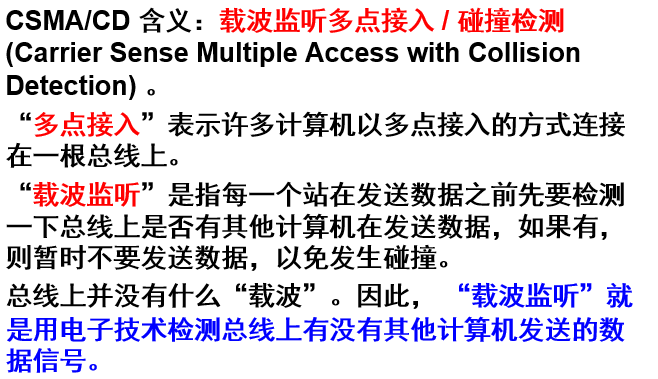 CSMA/CD 含义：载波监听多点接入 / 碰撞检测
(Carrier Sense Multiple Access with Collision
Detection) 。
“多点接入”表示许多计算机以多点接入的方式连接
在一根总线上。
“载波监听”是指每一个站在发送数据之前先要检测
一下总线上是否有其他计算机在发送数据，如果有，
则暂时不要发送数据，以免发生碰撞。
总线上并没有什么“载波”。因此， “载波监听”就
是用电子技术检测总线上有没有其他计算机发送的数
据信号。